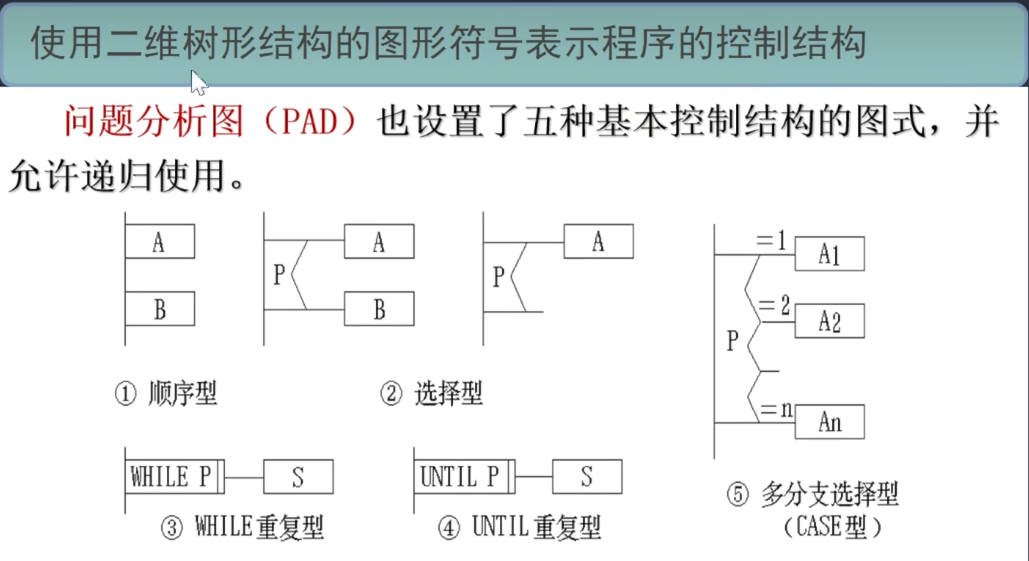 使用二维树形结构的图形符号表示程序的控制结构
问题分析图（PAD）也设置了五种基本控制结构的图式，并
允许递归使用。
A
B
① 顺序型
P
A
B
P
A
② 选择型
WHILE P
S
③ WHILE重复型
UNTIL P
S
④ UNTIL重复型
P
=1
A1
=2
A2
=n
An
⑤ 多分支选择型
（CASE型）